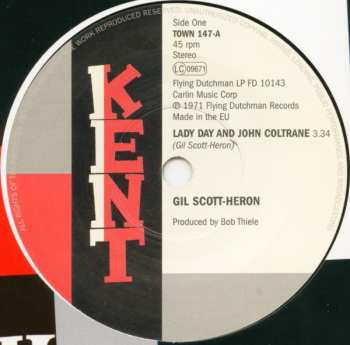 KENT
Side One
TOWN 147-A
45 rpm
Stereo
LC 09671
Flying Dutchman LP FD 10143
Carlin Music Corp
℗ 1971 Flying Dutchman Records
Made in the EU
LADY DAY AND JOHN COLTRANE 3.34
(Gil Scott-Heron)
GIL SCOTT-HERON
Produced by Bob Thiele